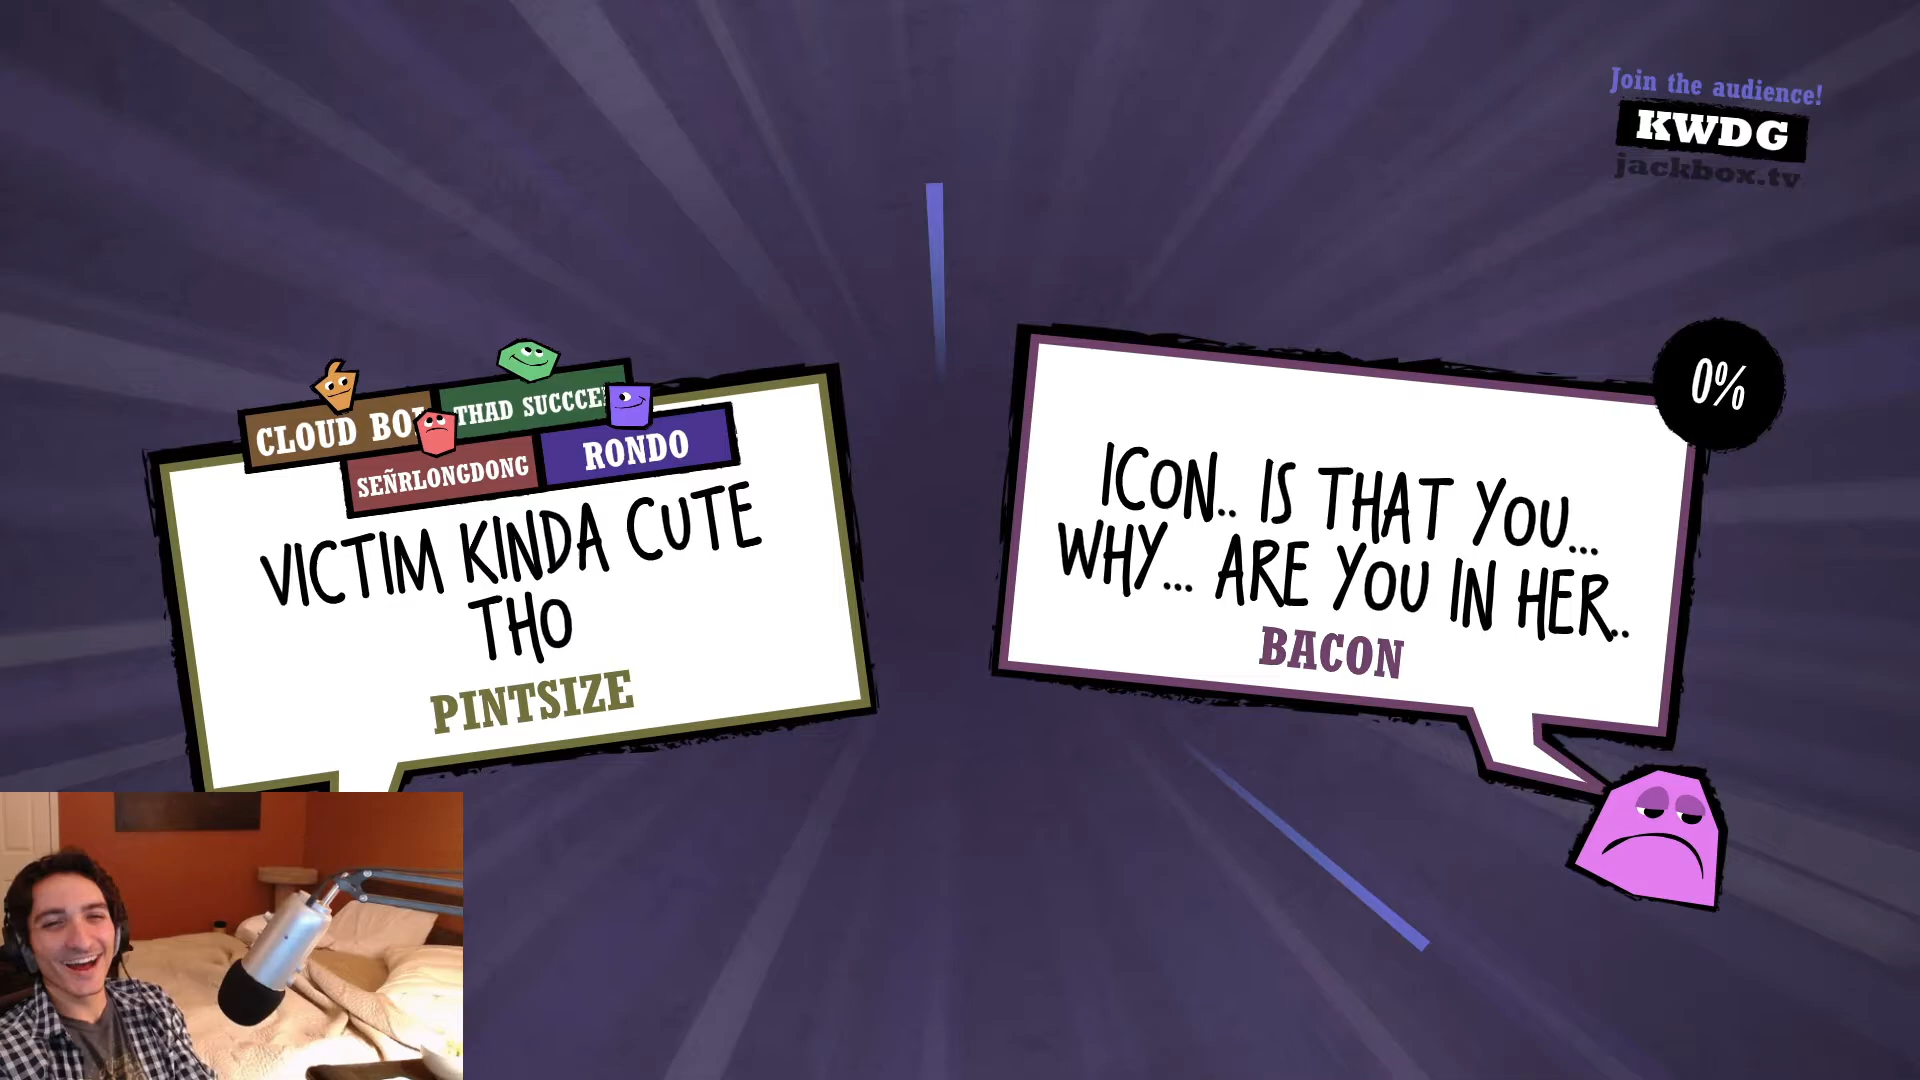 Join the audience!
KWDG
jackbox.tv
CLOUD BO
THAD SUCCCE
SEÑRLONGDONG
RONDO
VICTIM KINDA CUTE
THO
PINTSIZE
0%
ICON.. IS THAT YOU...
WHY... ARE YOU IN HER..
BACON